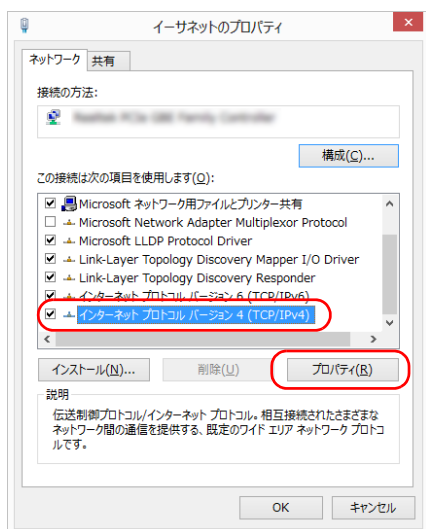 イーサネットのプロパティ
ネットワーク 共有
接続の方法:
構成(C)...
この接続は次の項目を使用します(O):
Microsoft ネットワーク用ファイルとプリンター共有
Microsoft Network Adapter Multiplexor Protocol
Microsoft LLDP Protocol Driver
Link-Layer Topology Discovery Mapper I/O Driver
Link-Layer Topology Discovery Responder
インターネット プロトコル バージョン 6 (TCP/IPv6)
インターネット プロトコル バージョン 4 (TCP/IPv4)
インストール(N)... 削除(U) プロパティ(R)
説明
伝送制御プロトコル/インターネット プロトコル。相互接続されたさまざまな
ネットワーク間の通信を提供する、既定のワイド エリア ネットワーク プロトコ
ルです。
OK キャンセル